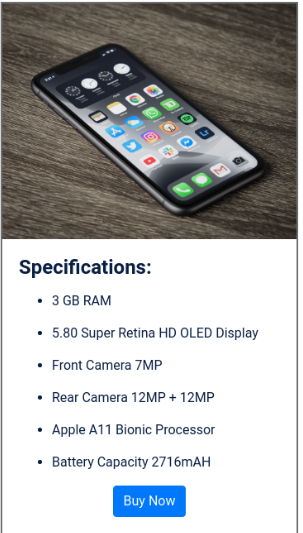 Specifications:
3 GB RAM
5.80 Super Retina HD OLED Display
Front Camera 7MP
Rear Camera 12MP + 12MP
Apple A11 Bionic Processor
Battery Capacity 2716mAH
Buy Now